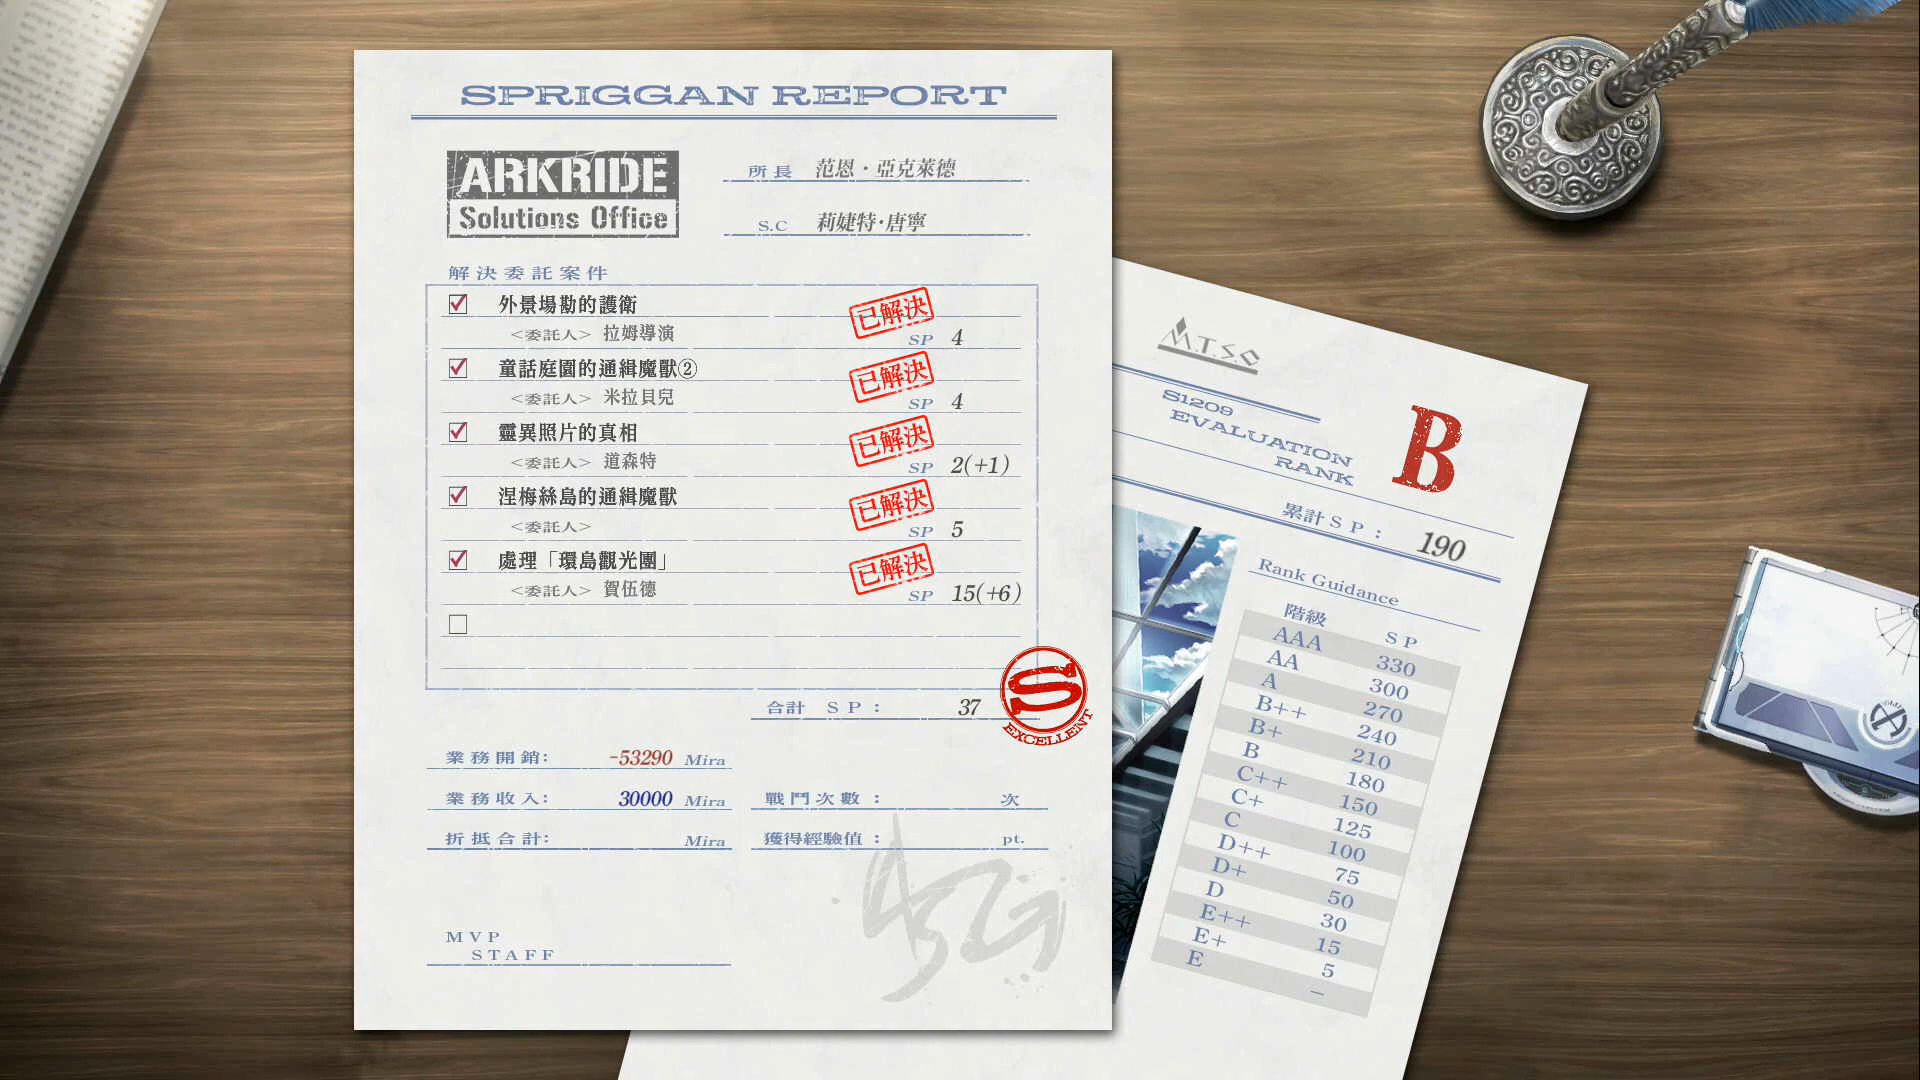 SPRIGGAN REPORT
ARKRIDE
Solutions Office
所長 范恩・亞克萊德
S.C 莉婕特・唐寧
解決委託案件
外景場勘的護衛
已解決
<委託人> 拉姆導演
SP 4
童話庭園的通緝魔獸②
已解決
<委託人> 米拉貝兒
SP 4
靈異照片的真相
已解決
<委託人> 道森特
SP 2(+1)
涅梅絲島的通緝魔獸
已解決
<委託人>
SP 5
處理「環島觀光團」
已解決
<委託人> 賀伍德
SP 15(+6)
合計 SP： 37
S
EXCELLENT
業務開銷： -53290 Mira
業務收入： 30000 Mira
折抵合計： Mira
戰鬥次數： 次
獲得經驗值： pt.
MVP
STAFF
M.T.S.O
S1209
EVALUATION
RANK
B
累計SP： 190
Rank Guidance
階級 SP
AAA 330
AA 300
A 270
B++ 240
B+ 210
B 180
C++ 150
C+ 125
C 100
D++ 75
D+ 50
D 30
E++ 15
E+ 5
E –